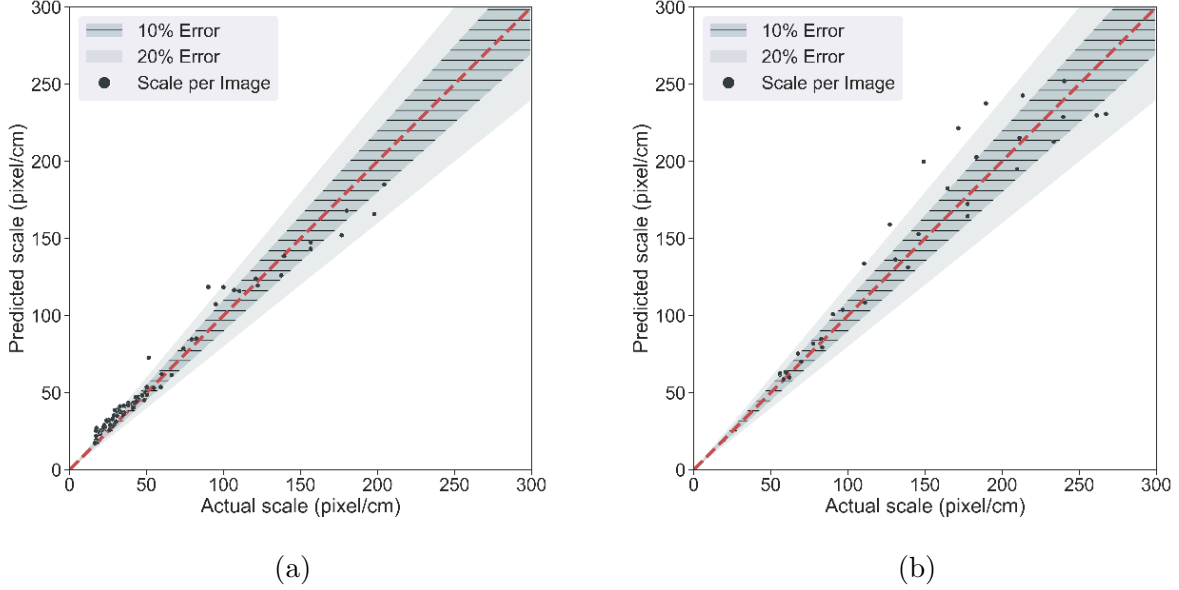 10% Error
20% Error
Scale per Image
Predicted scale (pixel/cm)
300
250
200
150
100
50
0
0 50 100 150 200 250 300
Actual scale (pixel/cm)
(a)
10% Error
20% Error
Scale per Image
Predicted scale (pixel/cm)
300
250
200
150
100
50
0
0 50 100 150 200 250 300
Actual scale (pixel/cm)
(b)